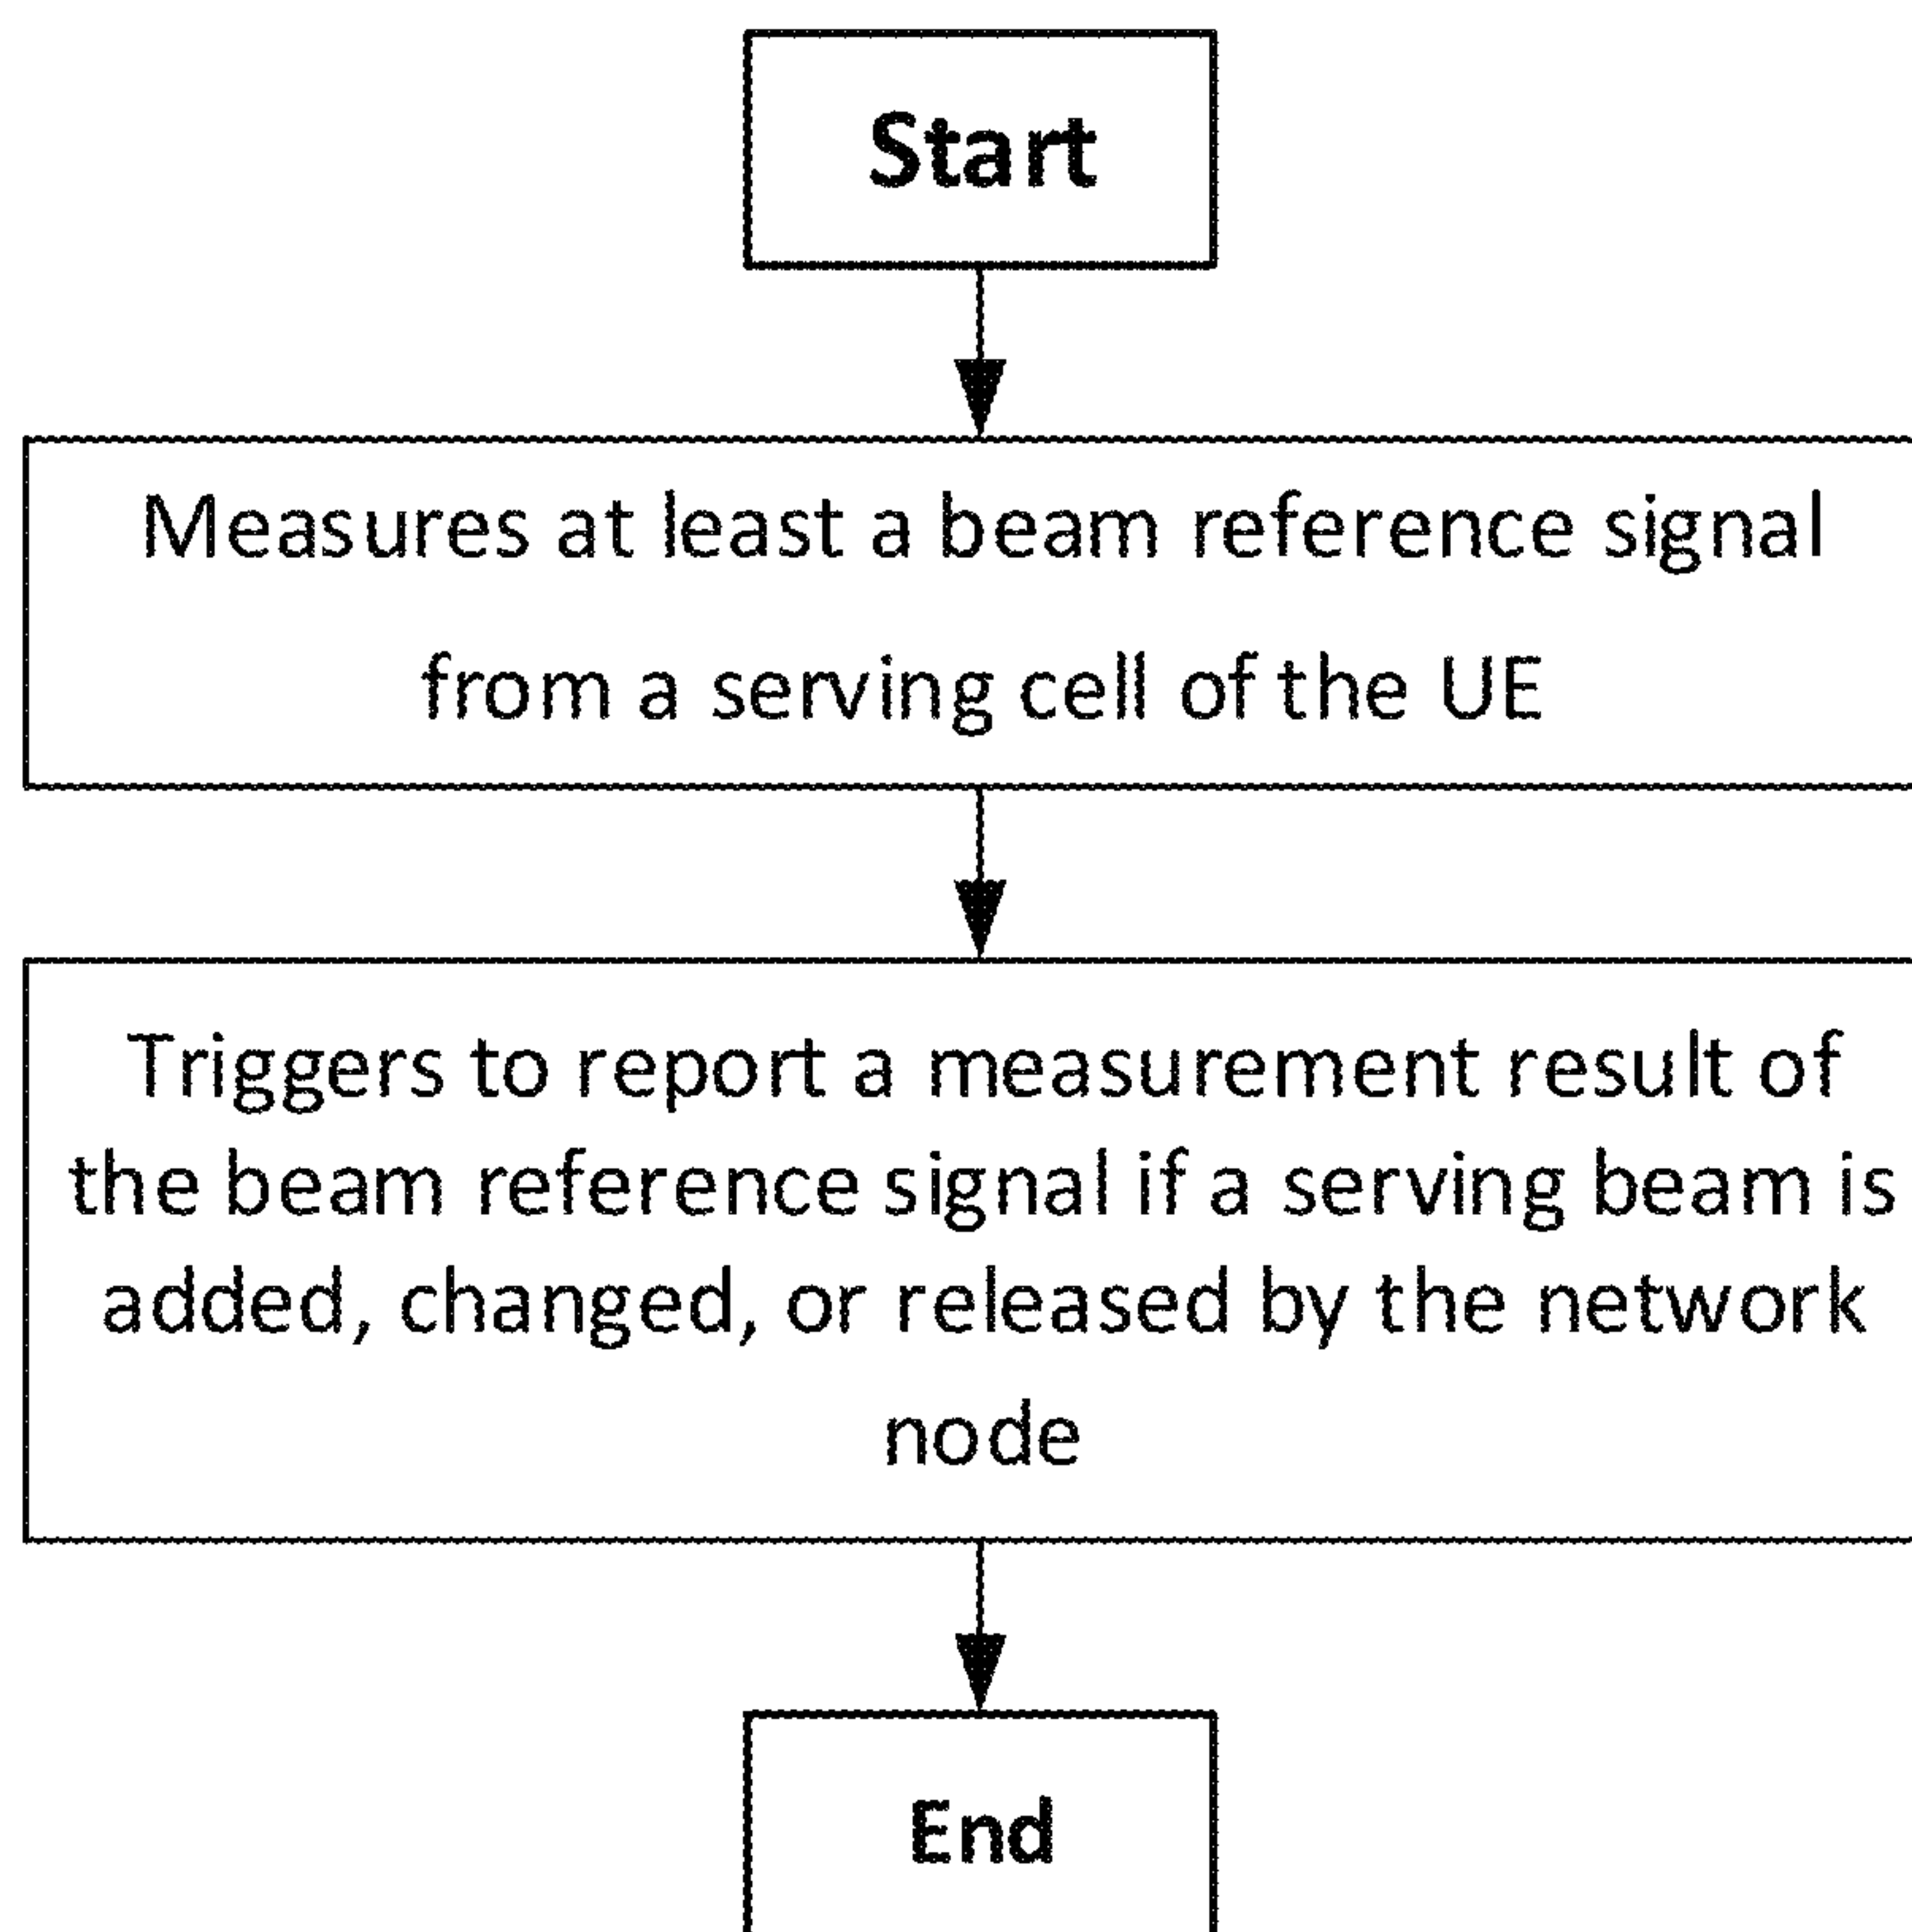 Start
Measures at least a beam reference signal
from a serving cell of the UE
Triggers to report a measurement result of
the beam reference signal if a serving beam is
added, changed, or released by the network
node
End